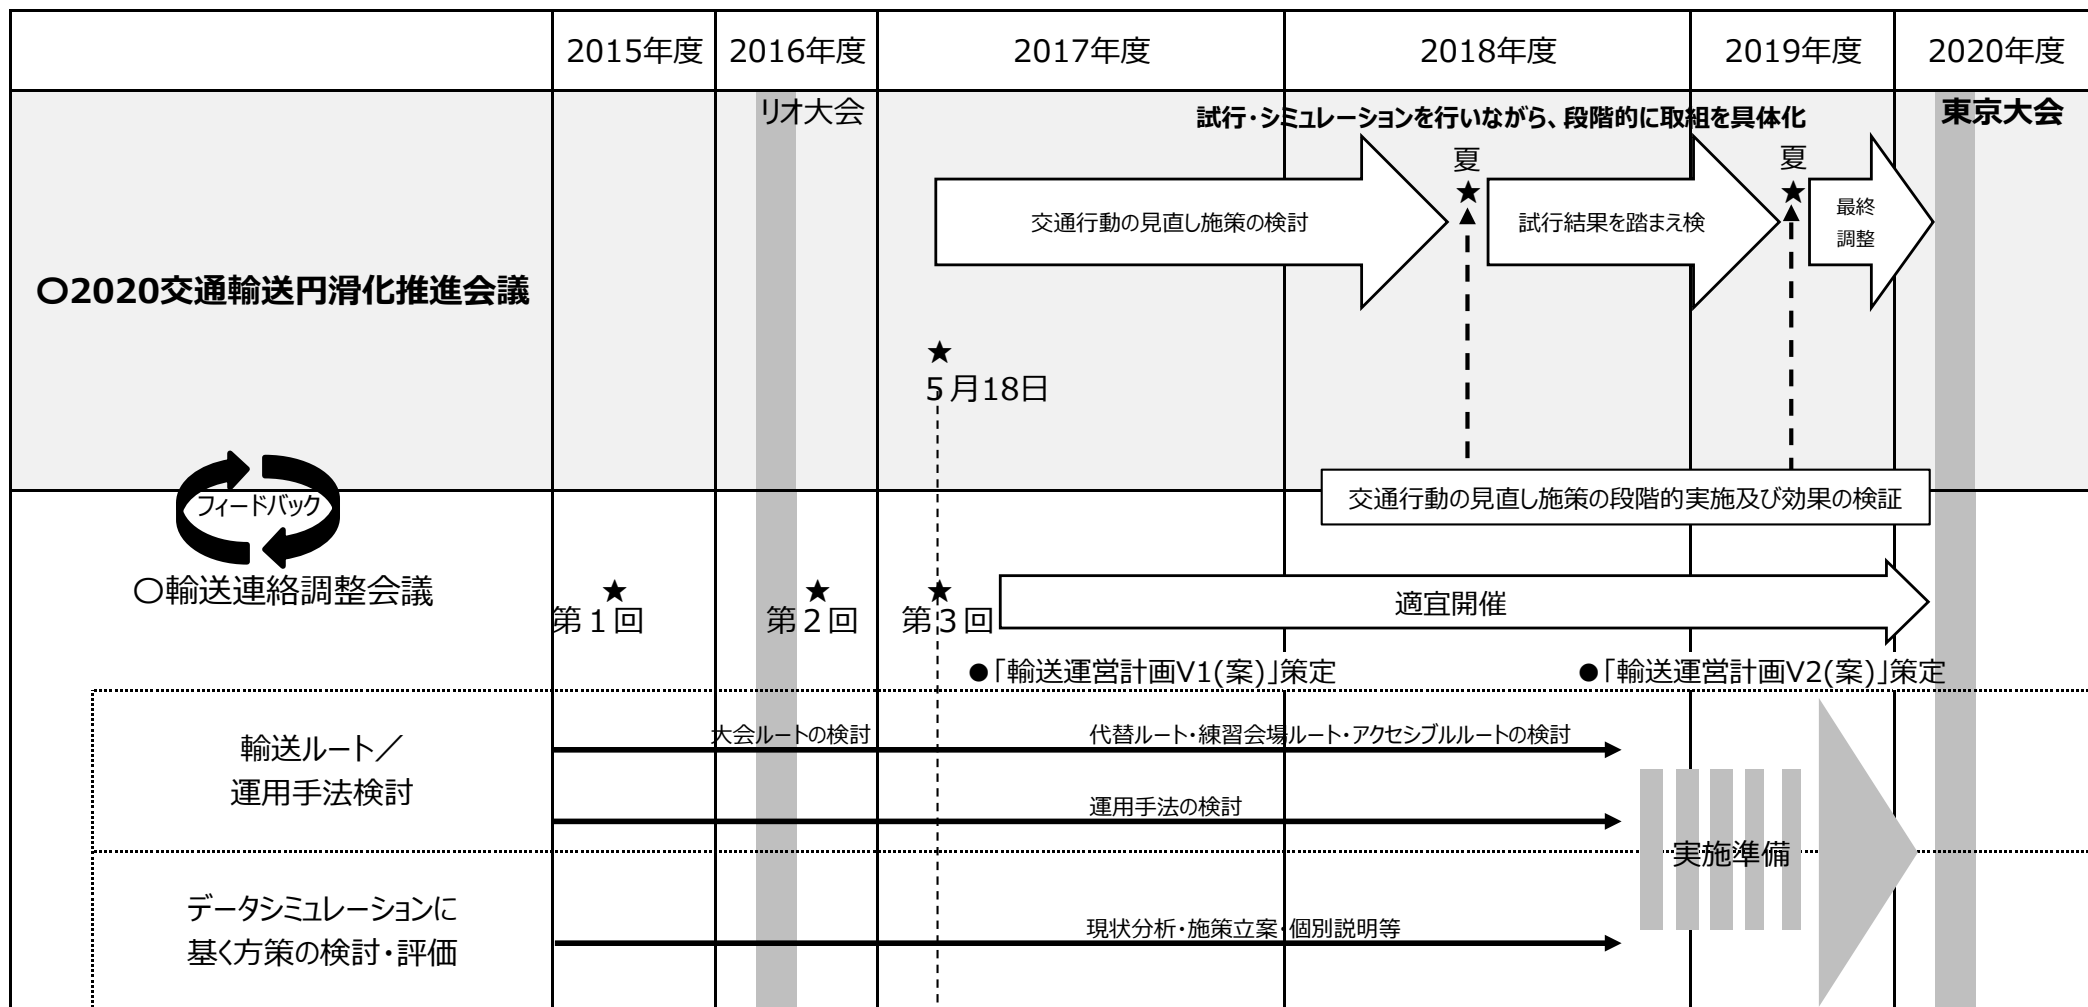 2015年度
2016年度
2017年度
2018年度
2019年度
2020年度
リオ大会
試行・シミュレーションを行いながら、段階的に取組を具体化
東京大会
夏
★
夏
★
交通行動の見直し施策の検討
試行結果を踏まえ検
最終
調整
〇2020交通輸送円滑化推進会議
★
5月18日
フィードバック
交通行動の見直し施策の段階的実施及び効果の検証
〇輸送連絡調整会議
★
第1回
★
第2回
★
第3回
適宜開催
●「輸送運営計画V1(案)」策定
●「輸送運営計画V2(案)」策定
輸送ルート／
運用手法検討
大会ルートの検討
代替ルート・練習会場ルート・アクセシブルルートの検討
運用手法の検討
実施準備
データシミュレーションに
基く方策の検討・評価
現状分析・施策立案・個別説明等